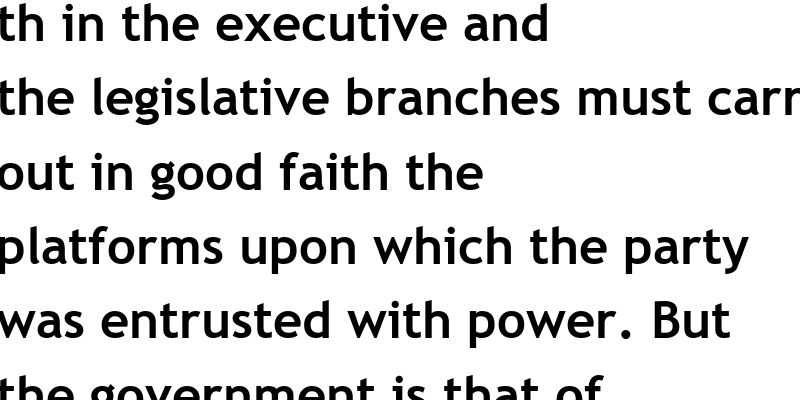 th in the executive and
the legislative branches must carr
out in good faith the
platforms upon which the party
was entrusted with power. But
the government is that of